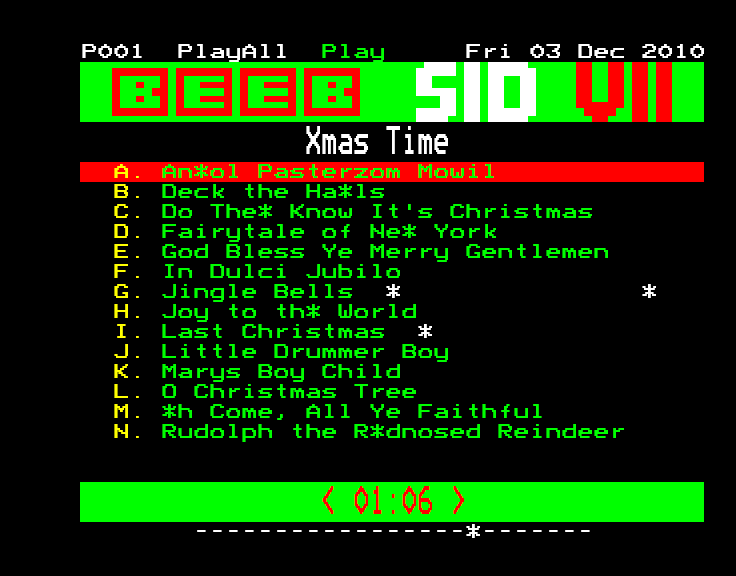 P001 PlayAll Play Fri 03 Dec 2010
BEEB SID VII
Xmas Time
A. An*ol Pasterzom Mowil
B. Deck the Ha*ls
C. Do The* Know It's Christmas
D. Fairytale of Ne* York
E. God Bless Ye Merry Gentlemen
F. In Dulci Jubilo
G. Jingle Bells * *
H. Joy to th* World
I. Last Christmas *
J. Little Drummer Boy
K. Marys Boy Child
L. O Christmas Tree
M. *h Come, All Ye Faithful
N. Rudolph the R*dnosed Reindeer
< 01:06 >
-----------------*-------